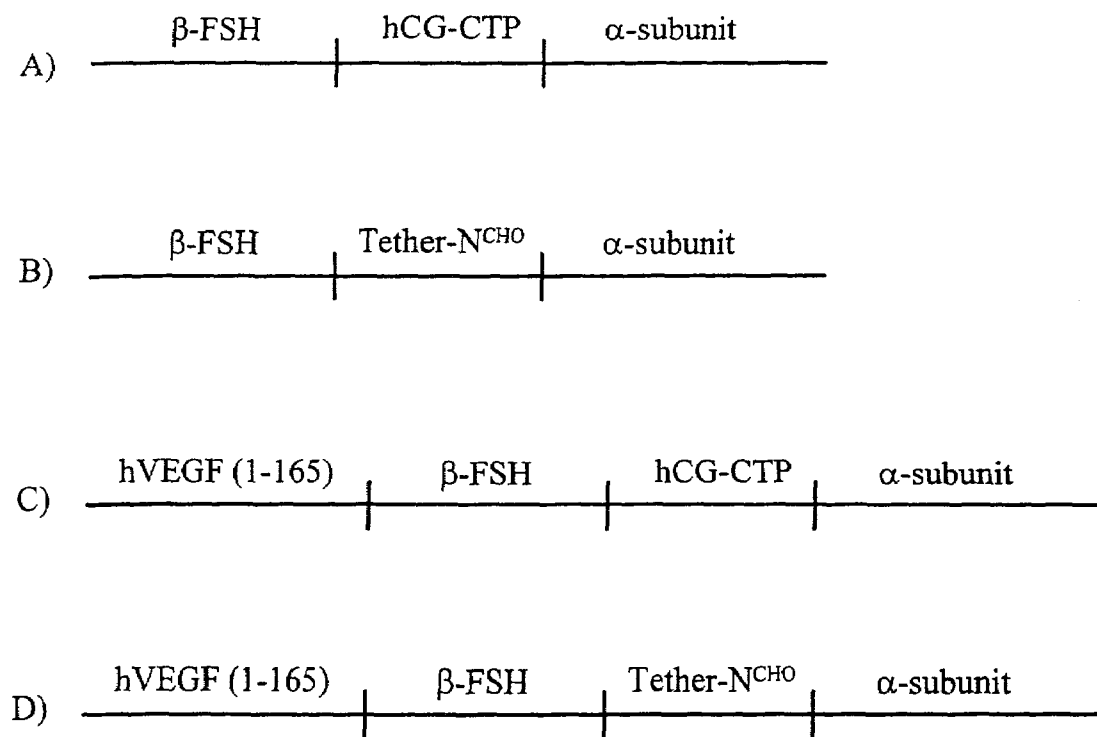 β-FSH hCG-CTP α-subunit
A)
β-FSH Tether-N^CHO α-subunit
B)
hVEGF (1-165) β-FSH hCG-CTP α-subunit
C)
hVEGF (1-165) β-FSH Tether-N^CHO α-subunit
D)